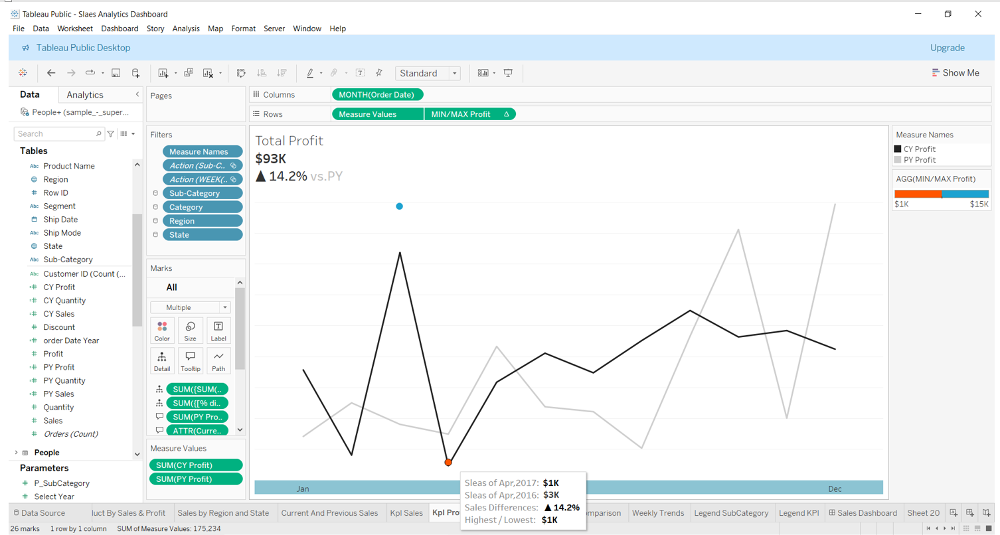 Tableau Public - Slaes Analytics Dashboard
File Data Worksheet Dashboard Story Analysis Map Format Server Window Help
Tableau Public Desktop Upgrade
Standard Show Me
Data Analytics
People+ (sample_-_super...
Search
Tables
Abc Product Name
Region
Row ID
Abc Segment
Ship Date
Abc Ship Mode
State
Abc Sub-Category
Abc Customer ID (Count (...
CY Profit
CY Quantity
CY Sales
Discount
order Date Year
Profit
PY Profit
PY Quantity
PY Sales
Quantity
Sales
Orders (Count)
People
Parameters
P_SubCategory
Select Year
Pages
Filters
Measure Names
Action (Sub-C..
Action (WEEK(..
Sub-Category
Category
Region
State
Marks
All
Multiple
Color Size Label
Detail Tooltip Path
SUM({SUM(..
SUM({[% di..
SUM(PY Pro..
ATTR(Curre..
Measure Values
SUM(CY Profit)
SUM(PY Profit)
Columns MONTH(Order Date)
Rows Measure Values MIN/MAX Profit Δ
Total Profit
$93K
▲ 14.2% vs.PY
Jan Dec
Sleas of Apr,2017: $1K
Sleas of Apr,2016: $3K
Sales Differences: ▲ 14.2%
Highest / Lowest: $1K
Measure Names
CY Profit
PY Profit
AGG(MIN/MAX Profit)
$1K $15K
Data Source uct By Sales & Profit Sales by Region and State Current And Previous Sales Kpl Sales Kpl Pro omparison Weekly Trends Legend SubCategory Legend KPI Sales Dashboard Sheet 20
26 marks 1 row by 1 column SUM of Measure Values: 175,234